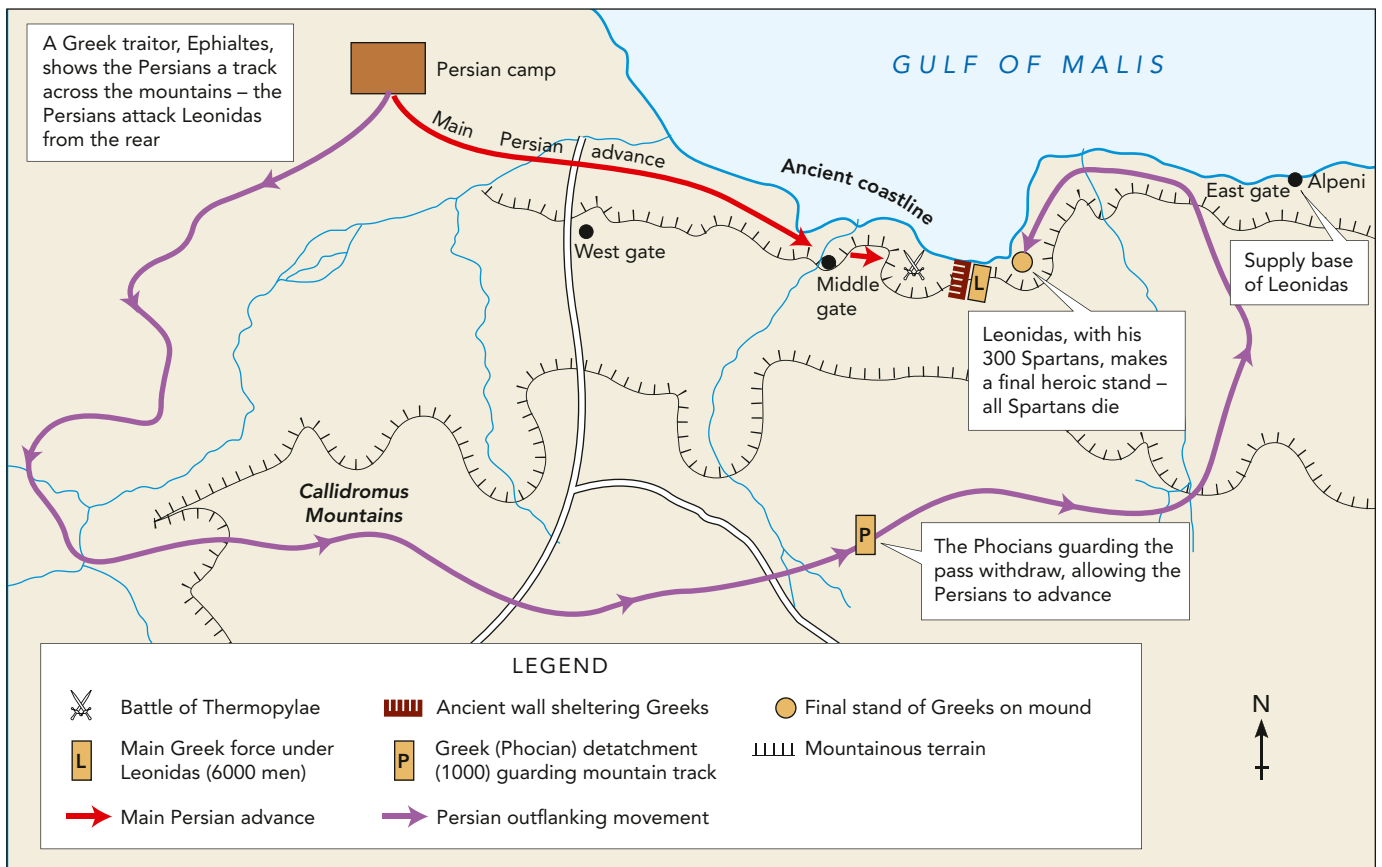 A Greek traitor, Ephialtes,
shows the Persians a track
across the mountains – the
Persians attack Leonidas
from the rear
Persian camp
GULF OF MALIS
Main Persian advance
Ancient coastline
East gate
Alpeni
West gate
Middle
gate
L
Supply base
of Leonidas
Leonidas, with his
300 Spartans, makes
a final heroic stand –
all Spartans die
Callidromus
Mountains
P
The Phocians guarding the
pass withdraw, allowing the
Persians to advance
LEGEND
Battle of Thermopylae
Ancient wall sheltering Greeks
Final stand of Greeks on mound
L
Main Greek force under
Leonidas (6000 men)
P
Greek (Phocian) detatchment
(1000) guarding mountain track
Mountainous terrain
Main Persian advance
Persian outflanking movement
N